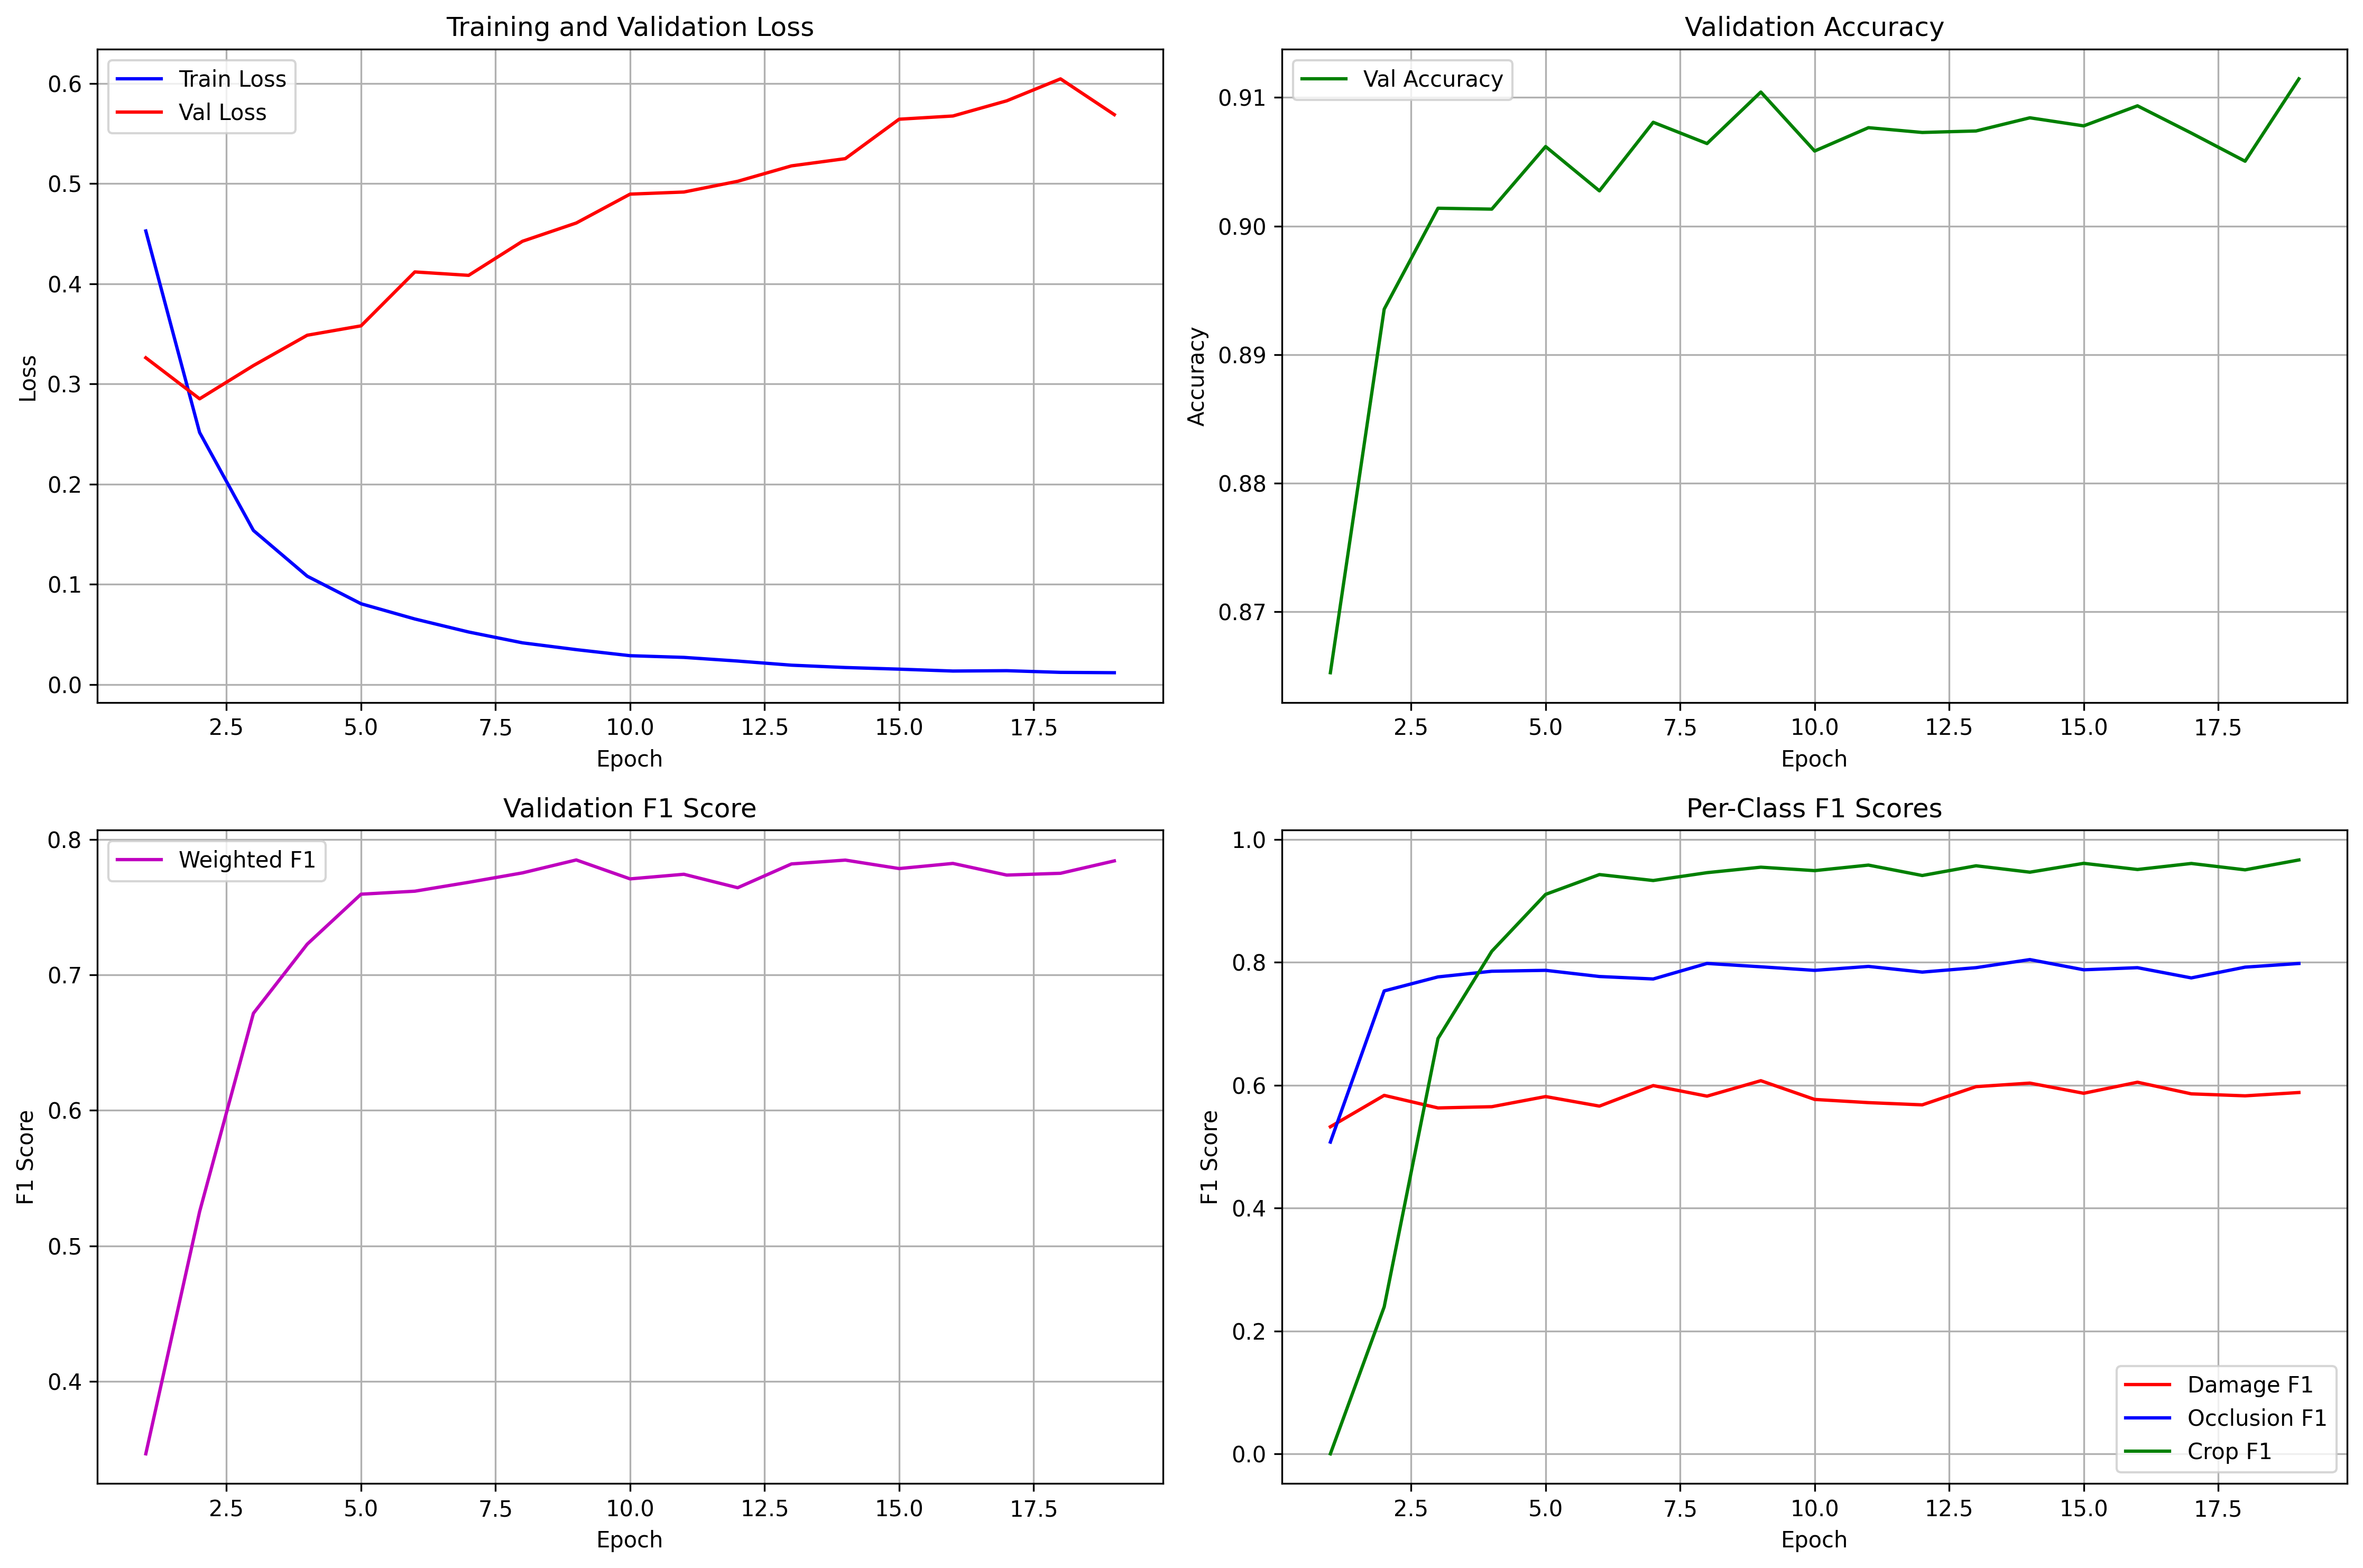 Training and Validation Loss
Train Loss
Val Loss
0.6
0.5
0.4
0.3
0.2
0.1
0.0
Loss
2.5 5.0 7.5 10.0 12.5 15.0 17.5
Epoch
Validation Accuracy
Val Accuracy
0.91
0.90
0.89
0.88
0.87
Accuracy
2.5 5.0 7.5 10.0 12.5 15.0 17.5
Epoch
Validation F1 Score
Weighted F1
0.8
0.7
0.6
0.5
0.4
F1 Score
2.5 5.0 7.5 10.0 12.5 15.0 17.5
Epoch
Per-Class F1 Scores
1.0
0.8
0.6
0.4
0.2
0.0
F1 Score
Damage F1
Occlusion F1
Crop F1
2.5 5.0 7.5 10.0 12.5 15.0 17.5
Epoch